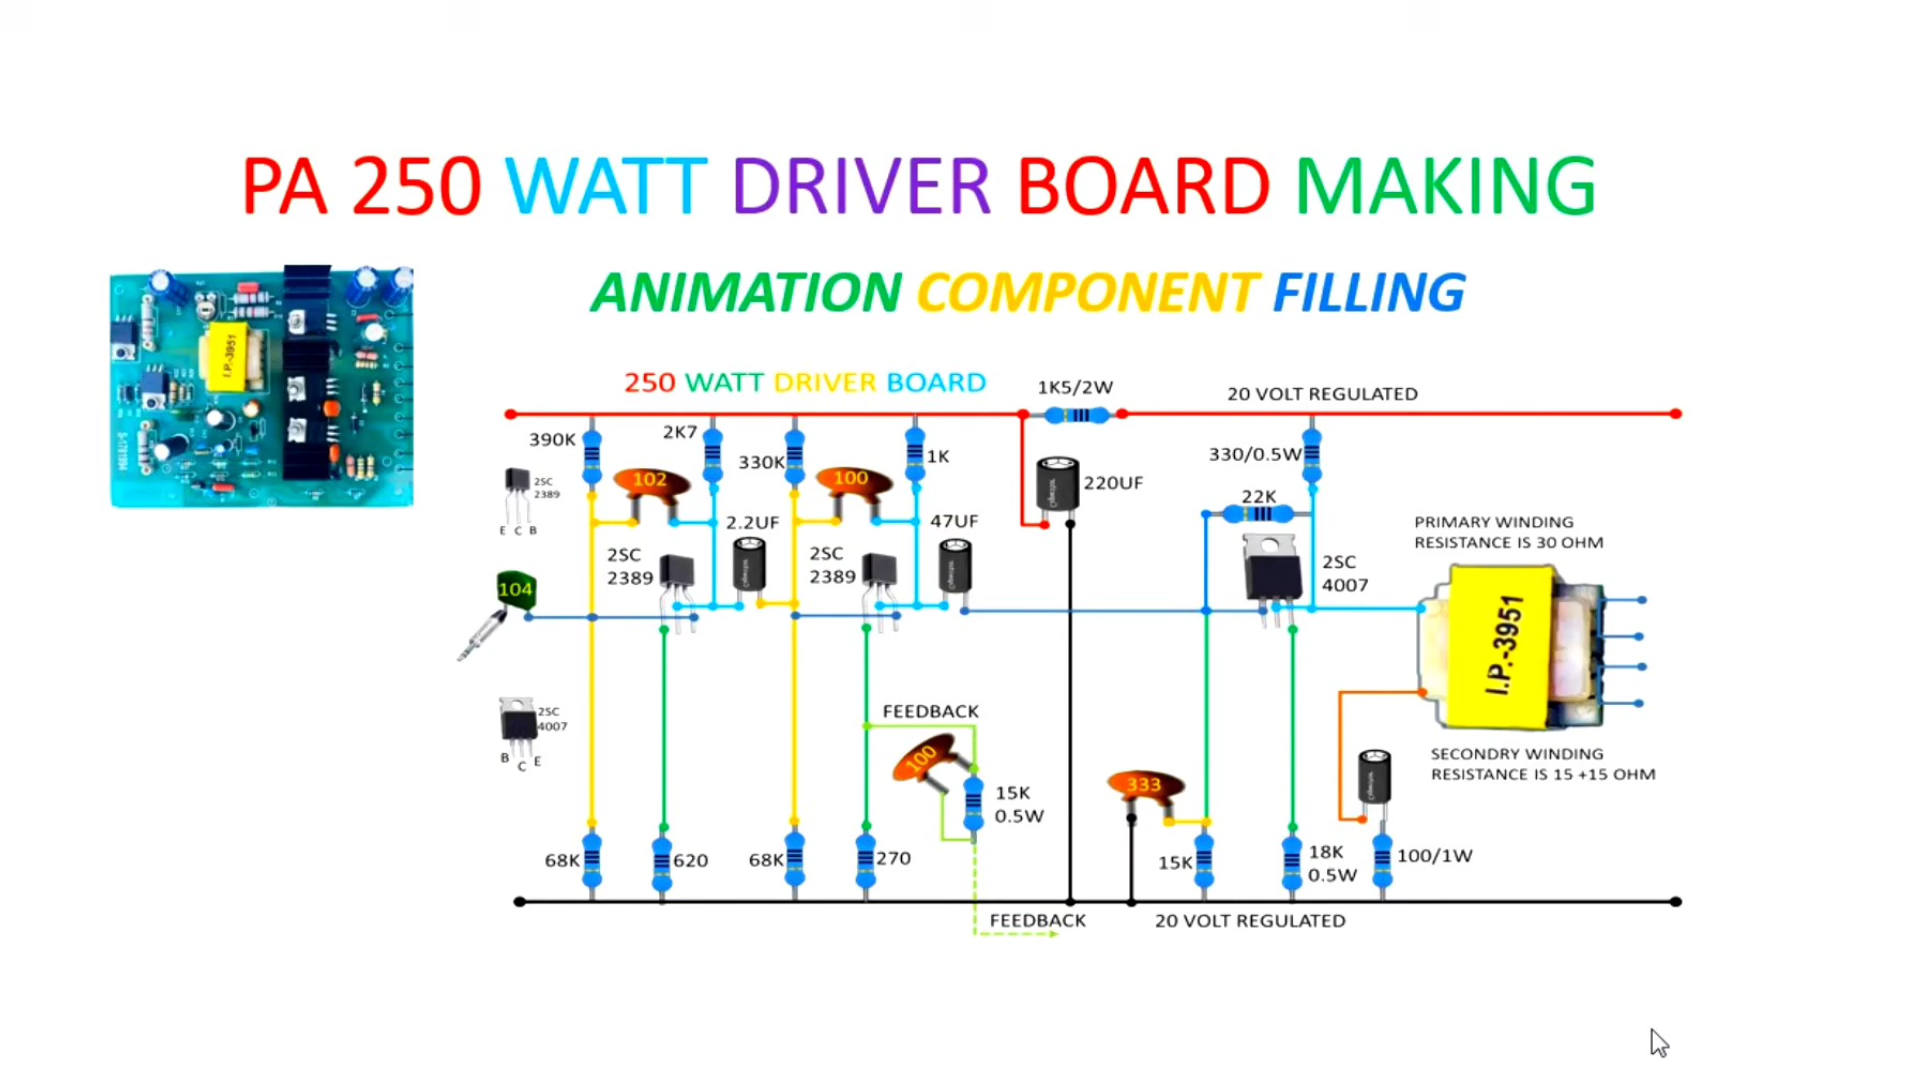 PA 250 WATT DRIVER BOARD MAKING
ANIMATION COMPONENT FILLING
250 WATT DRIVER BOARD
1K5/2W
20 VOLT REGULATED
390K
2K7
330K
1K
330/0.5W
102
100
220UF
22K
2SC
2389
E C B
2.2UF
47UF
2SC
2389
2SC
2389
2SC
4007
PRIMARY WINDING
RESISTANCE IS 30 OHM
104
I.P.-3951
I.P.-3951
2SC
4007
B C E
FEEDBACK
100
15K
0.5W
333
SECONDRY WINDING
RESISTANCE IS 15 +15 OHM
68K
620
68K
270
15K
18K
0.5W
100/1W
FEEDBACK
20 VOLT REGULATED